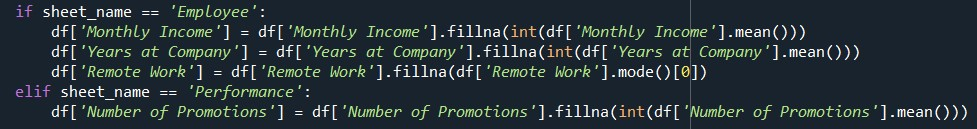 if sheet_name == 'Employee':
    df['Monthly Income'] = df['Monthly Income'].fillna(int(df['Monthly Income'].mean()))
    df['Years at Company'] = df['Years at Company'].fillna(int(df['Years at Company'].mean()))
    df['Remote Work'] = df['Remote Work'].fillna(df['Remote Work'].mode()[0])
elif sheet_name == 'Performance':
    df['Number of Promotions'] = df['Number of Promotions'].fillna(int(df['Number of Promotions'].mean()))